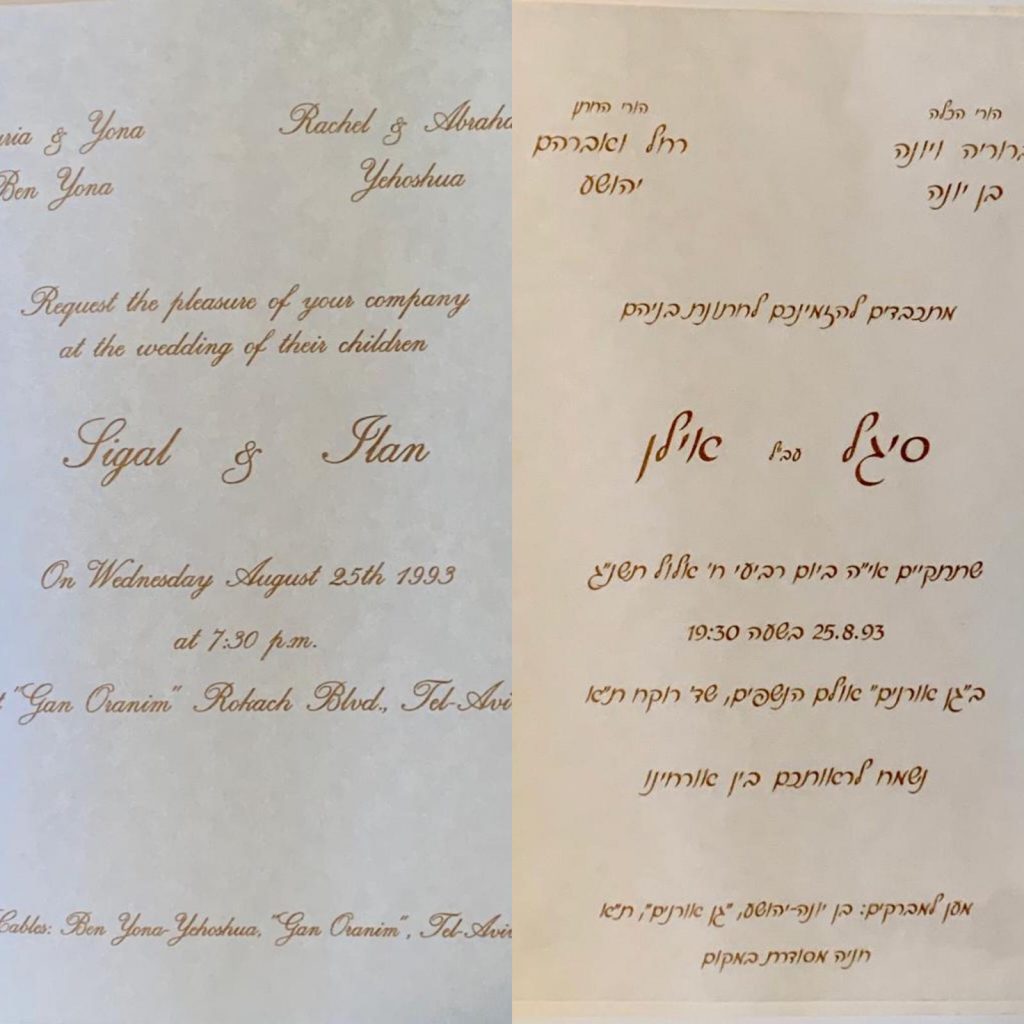 & Yona Rachel &
Ben Yona Yehoshua
Request the pleasure of your company
at the wedding of their children
Sigal & Ilan
On Wednesday August 25th 1993
at 7:30 p.m.
"Gan Oranim" Rokach Blvd., Tel-Avi
Cables: Ben Yona-Yehoshua, "Gan Oranim", Tel-Avi
הורי הכלה הורי החתן
ויונה רחל ואברהם
בן יונה יהושע
מתכבדים להזמינכם לחתונת בניהם
סיגל עב"ל אילן
שתתקיים אי"ה ביום רביעי ח' אלול תשנ"ג
25.8.93 בשעה 19:30
ב"גן אורנים" אולם הנשפים, שד' רוקח ת"א
נשמח לראותכם בין אורחינו
מען למברקים: בן יונה-יהושע, "גן אורנים", ת"א
חניה מסודרת במקום